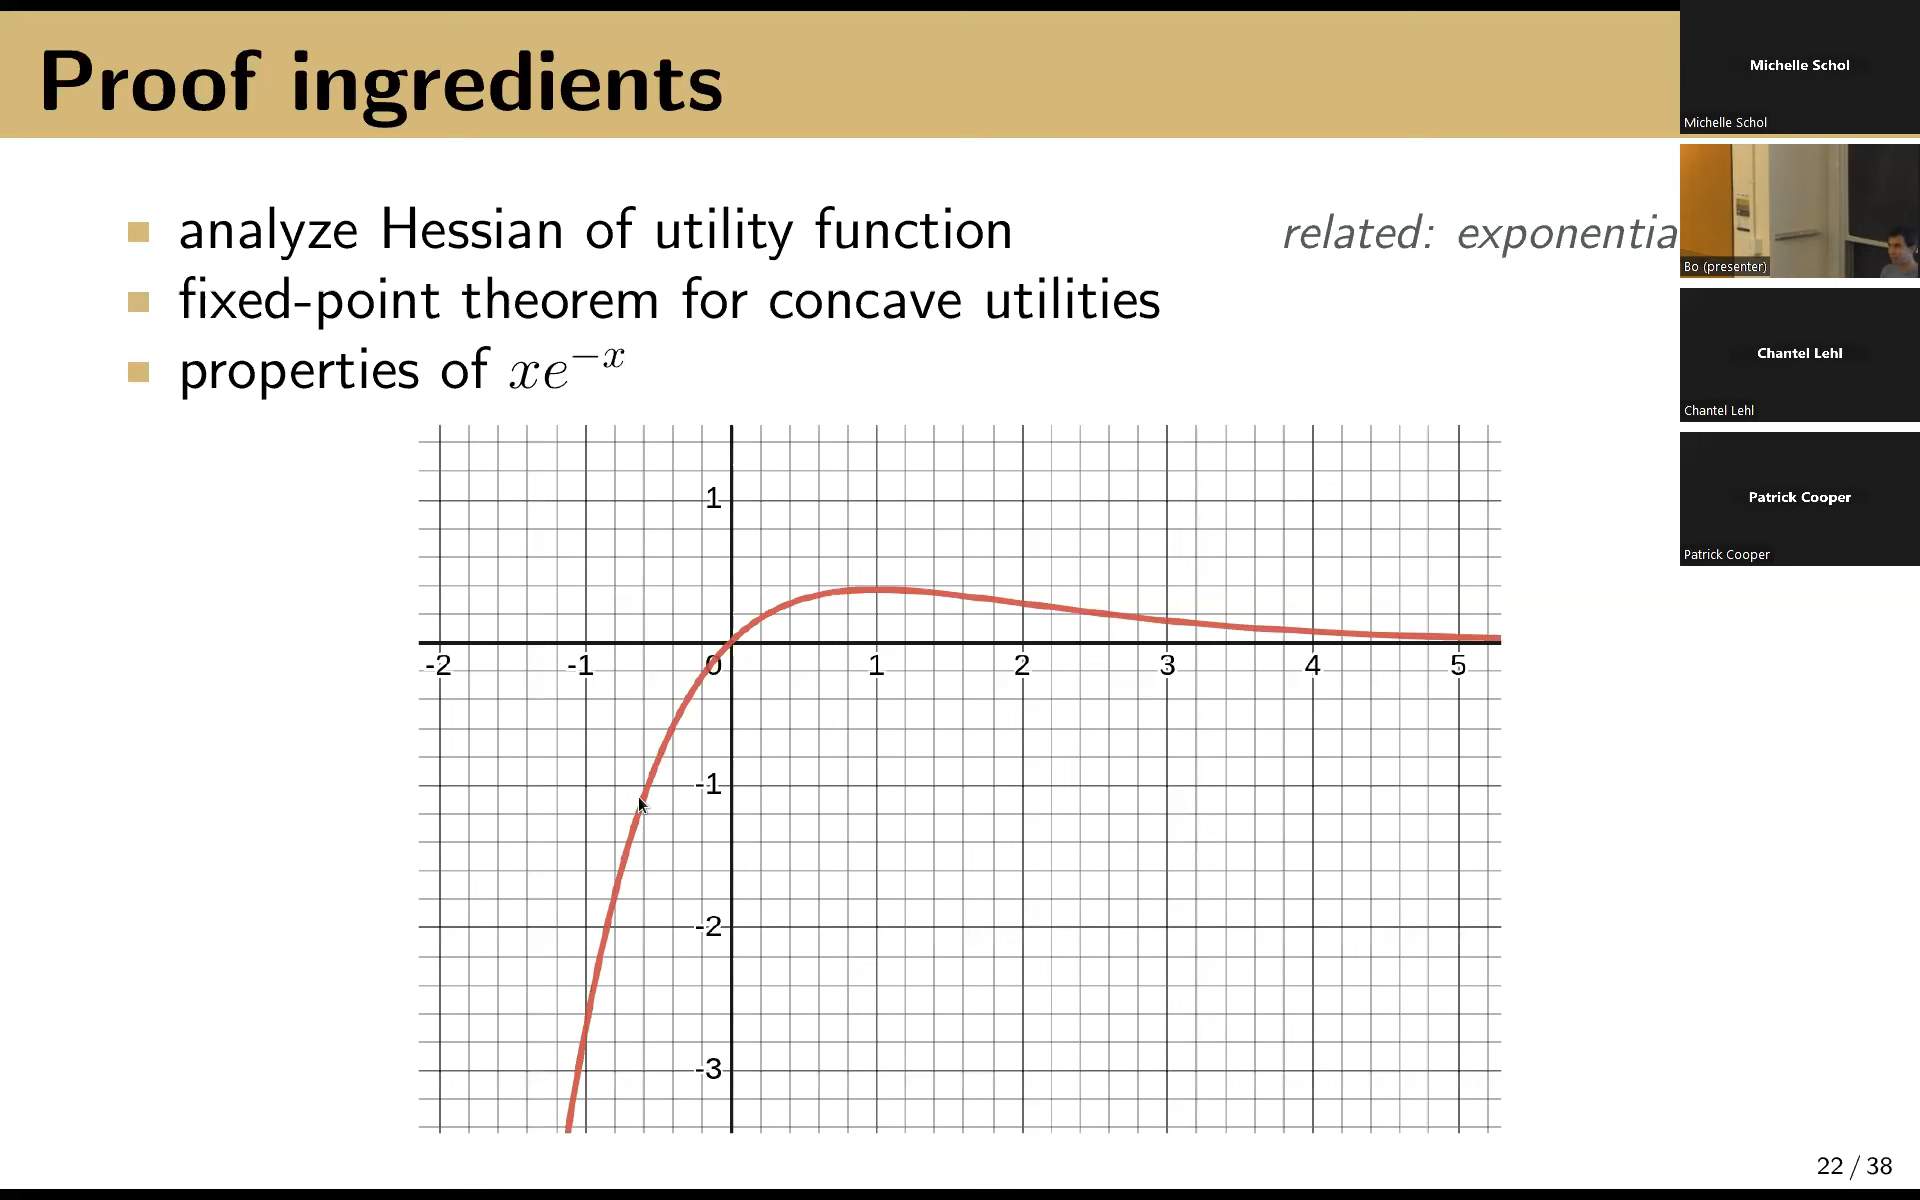 Proof ingredients
analyze Hessian of utility function
related: exponentia
fixed-point theorem for concave utilities
properties of xe^{−x}
1
-2 -1 0 1 2 3 4 5
-1
-2
-3
22 / 38
Michelle Schol
Michelle Schol
Bo (presenter)
Chantel Lehl
Chantel Lehl
Patrick Cooper
Patrick Cooper